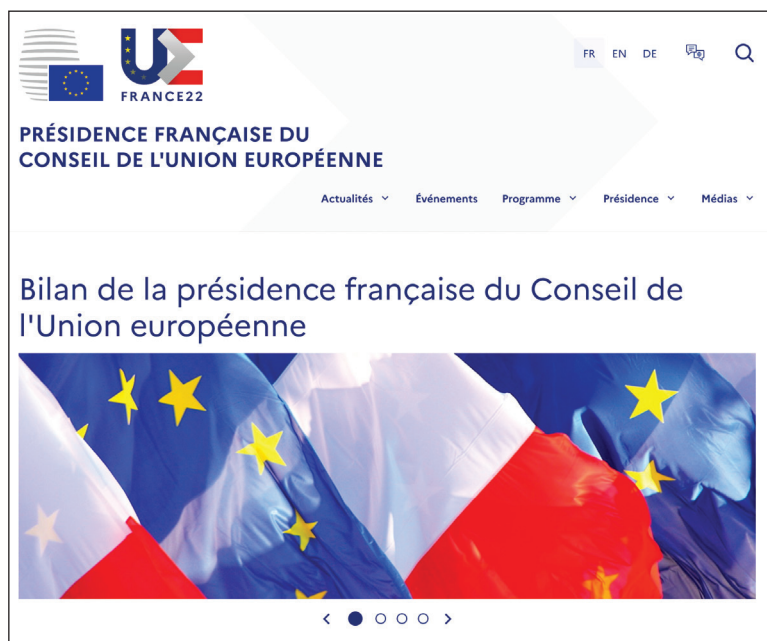 UE
FRANCE22
FR EN DE
PRÉSIDENCE FRANÇAISE DU
CONSEIL DE L'UNION EUROPÉENNE
Actualités Événements Programme Présidence Médias
Bilan de la présidence française du Conseil de
l'Union européenne